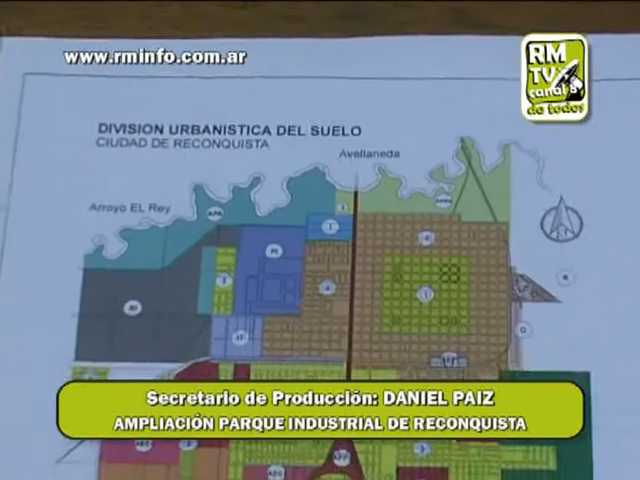 www.rminfo.com.ar
RM
TV
canal 8
de todos
DIVISION URBANISTICA DEL SUELO
CIUDAD DE RECONQUISTA
Avellaneda
Arroyo EL Rey
Secretario de Producción: DANIEL PAIZ
AMPLIACIÓN PARQUE INDUSTRIAL DE RECONQUISTA